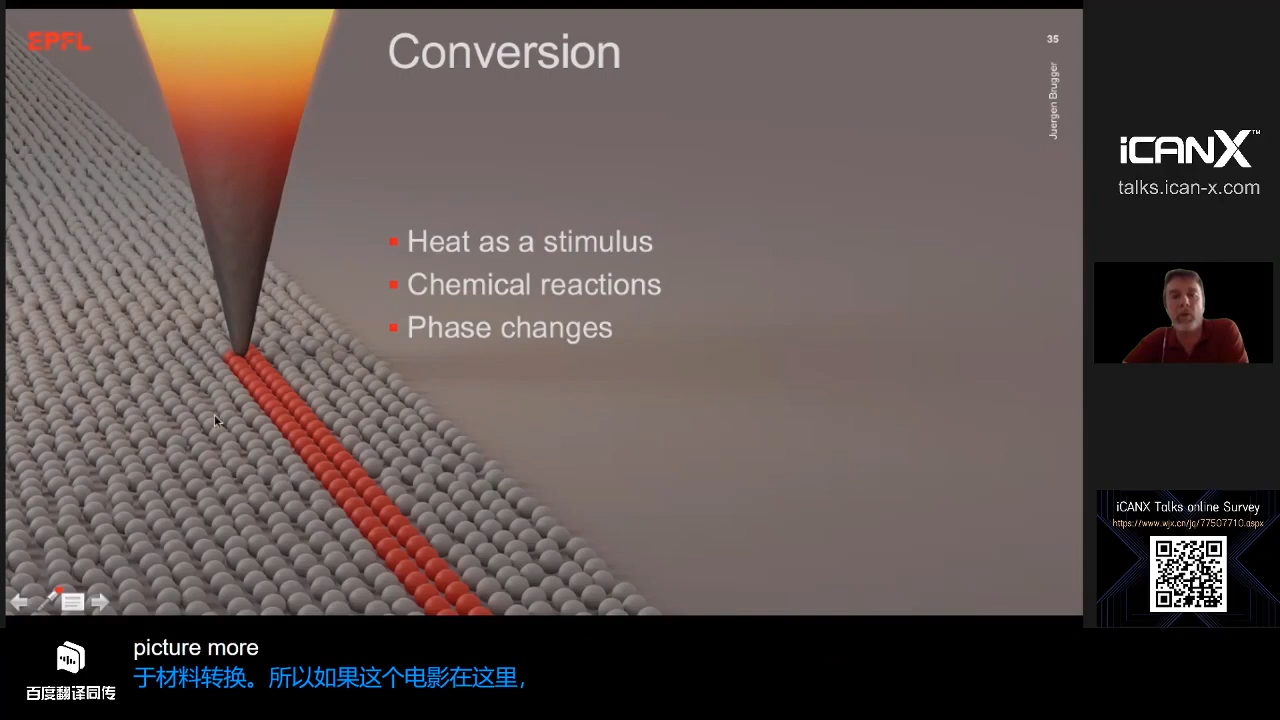 EPFL
Conversion
35
Juergen Brugger
Heat as a stimulus
Chemical reactions
Phase changes
iCANX™
talks.ican-x.com
iCANX Talks online Survey
https://www.wjx.cn/jq/77507710.aspx
百度翻译同传
picture more
于材料转换。所以如果这个电影在这里，